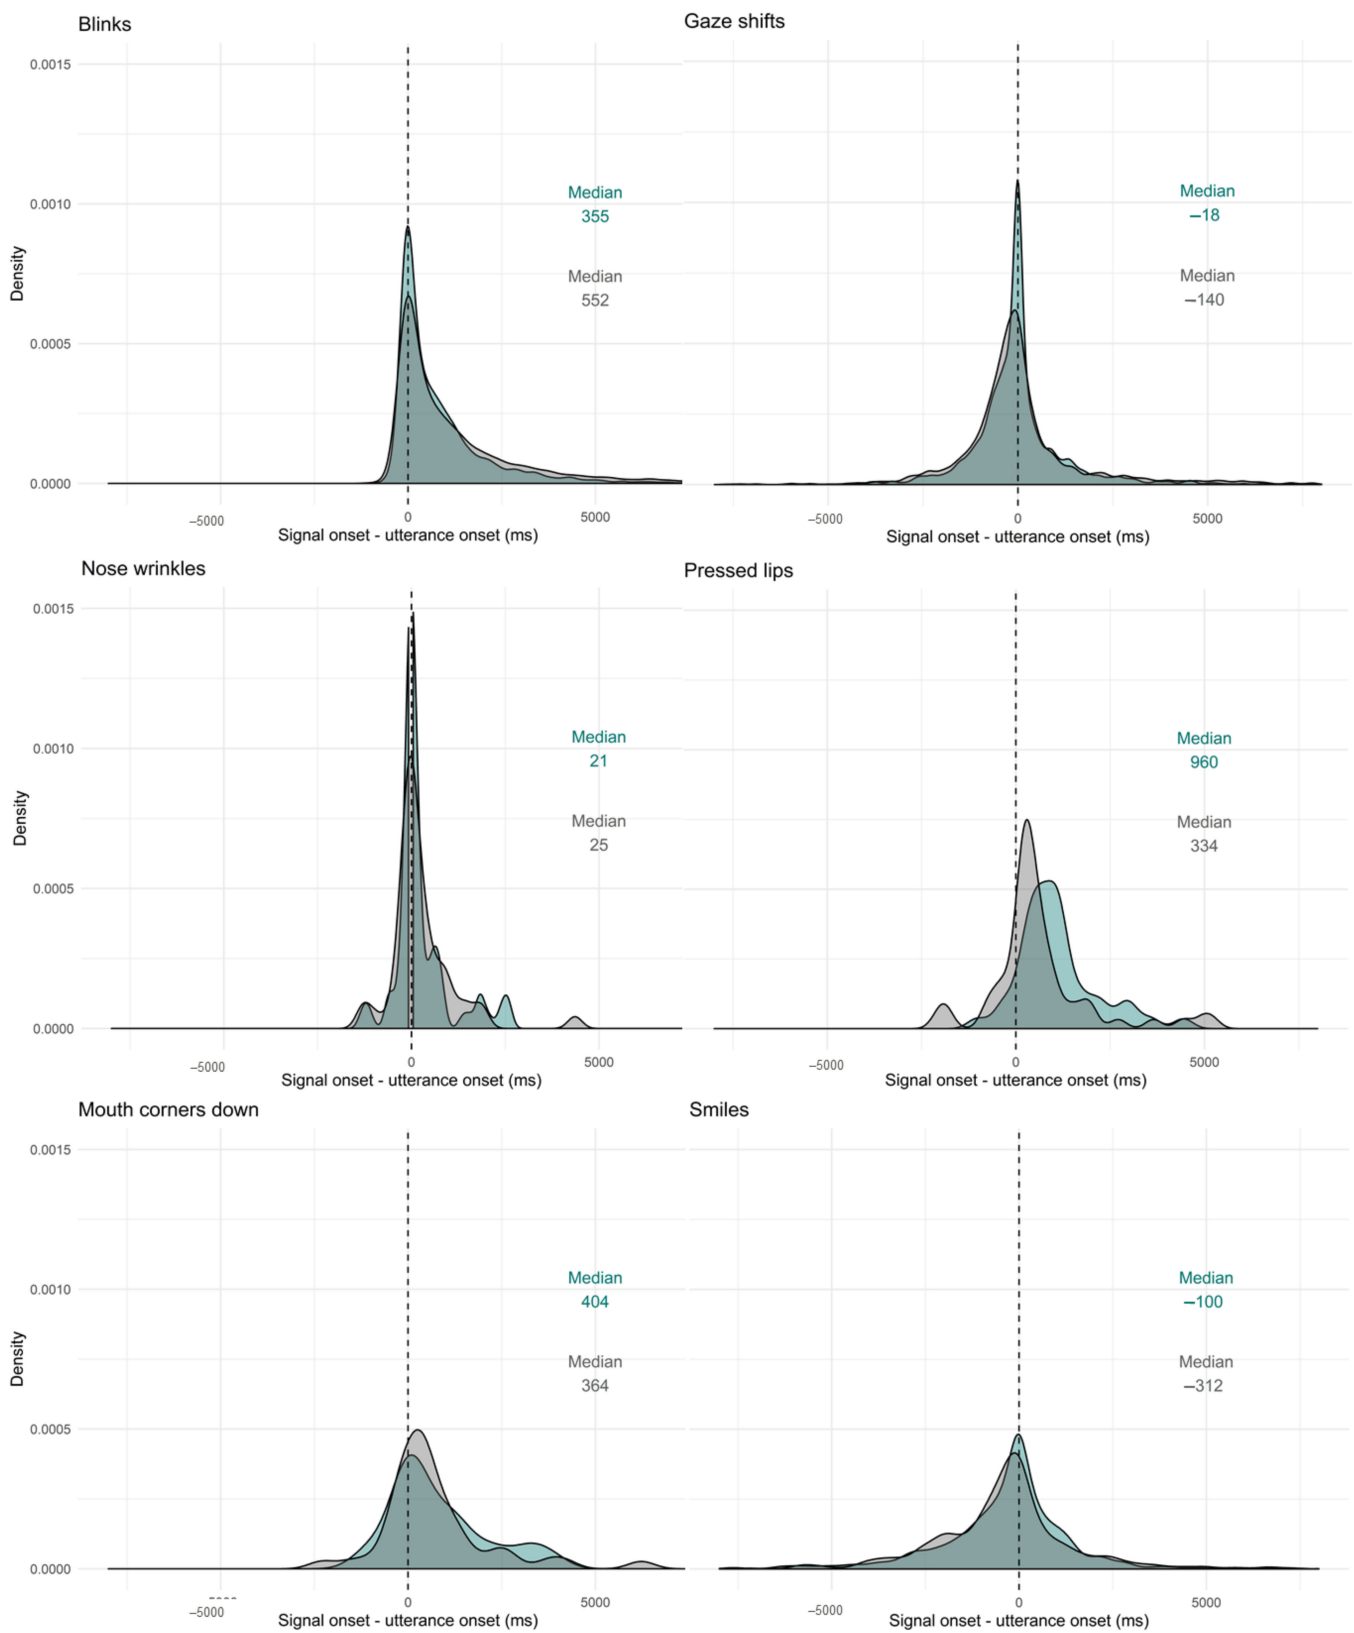 Blinks
Gaze shifts
0.0015
0.0010
0.0005
0.0000
Density
Median
355
Median
552
Median
−18
Median
−140
−5000
0
5000
−5000
0
5000
Signal onset - utterance onset (ms)
Signal onset - utterance onset (ms)
Nose wrinkles
Pressed lips
0.0015
0.0010
0.0005
0.0000
Density
Median
21
Median
25
Median
960
Median
334
−5000
0
5000
−5000
0
5000
Signal onset - utterance onset (ms)
Signal onset - utterance onset (ms)
Mouth corners down
Smiles
0.0015
0.0010
0.0005
0.0000
Density
Median
404
Median
364
Median
−100
Median
−312
−5000
0
5000
−5000
0
5000
Signal onset - utterance onset (ms)
Signal onset - utterance onset (ms)